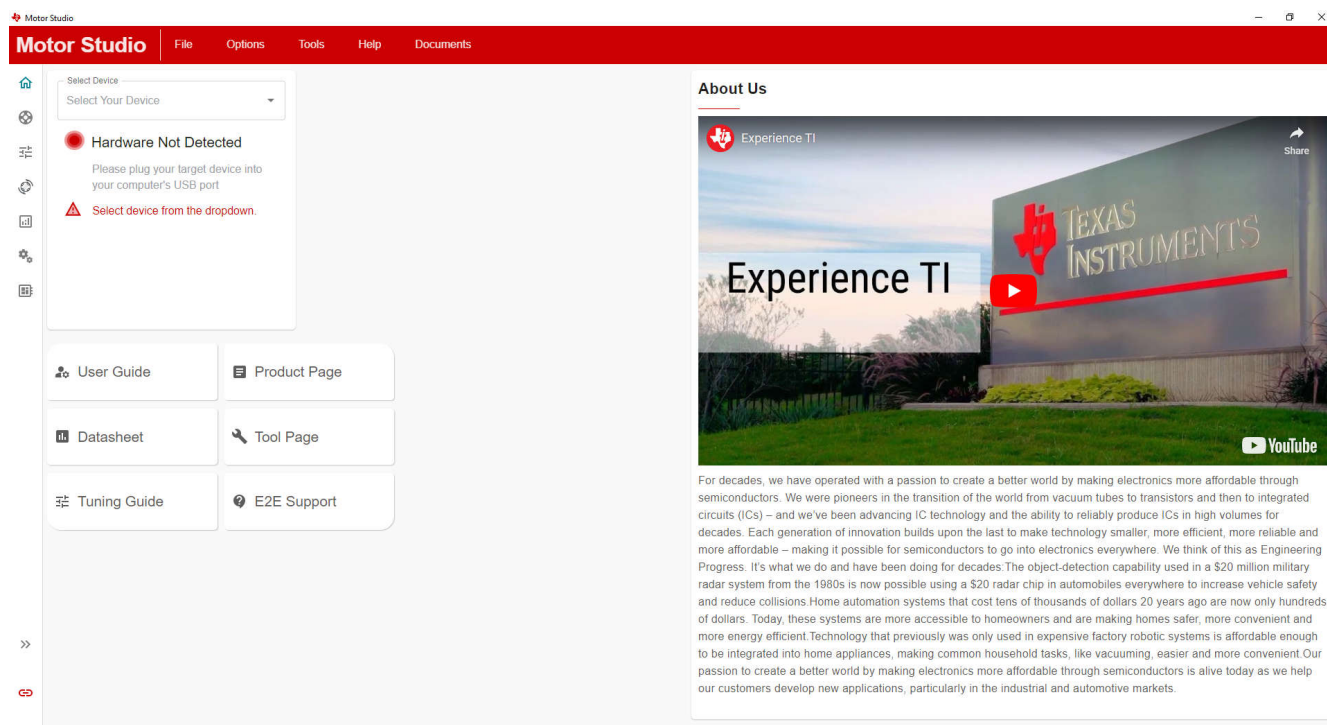 Motor Studio
Motor Studio
File
Options
Tools
Help
Documents
Select Device
Select Your Device
Hardware Not Detected
Please plug your target device into
your computer's USB port
Select device from the dropdown.
User Guide
Product Page
Datasheet
Tool Page
Tuning Guide
E2E Support
About Us
Experience TI
Share
TEXAS
INSTRUMENTS
Experience TI
YouTube
For decades, we have operated with a passion to create a better world by making electronics more affordable through
semiconductors. We were pioneers in the transition of the world from vacuum tubes to transistors and then to integrated
circuits (ICs) – and we've been advancing IC technology and the ability to reliably produce ICs in high volumes for
decades. Each generation of innovation builds upon the last to make technology smaller, more efficient, more reliable and
more affordable – making it possible for semiconductors to go into electronics everywhere. We think of this as Engineering
Progress. It's what we do and have been doing for decades:The object-detection capability used in a $20 million military
radar system from the 1980s is now possible using a $20 radar chip in automobiles everywhere to increase vehicle safety
and reduce collisions.Home automation systems that cost tens of thousands of dollars 20 years ago are now only hundreds
of dollars. Today, these systems are more accessible to homeowners and are making homes safer, more convenient and
more energy efficient.Technology that previously was only used in expensive factory robotic systems is affordable enough
to be integrated into home appliances, making common household tasks, like vacuuming, easier and more convenient.Our
passion to create a better world by making electronics more affordable through semiconductors is alive today as we help
our customers develop new applications, particularly in the industrial and automotive markets.